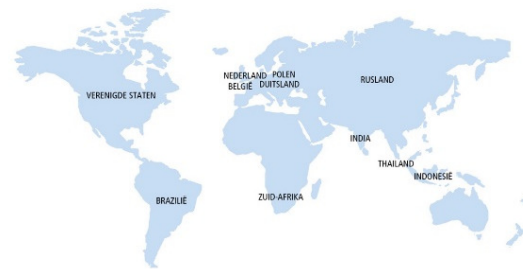 NEDERLAND POLEN
BELGIË DUITSLAND
RUSLAND
VERENIGDE STATEN
INDIA
THAILAND
INDONESIË
BRAZILIË
ZUID-AFRIKA